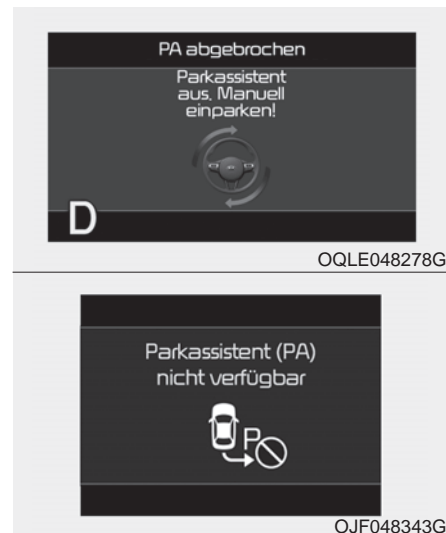 PA abgebrochen
Parkassistent
aus. Manuell
einparken!
D
OQLE048278G
Parkassistent (PA)
nicht verfügbar
P
OJF048343G